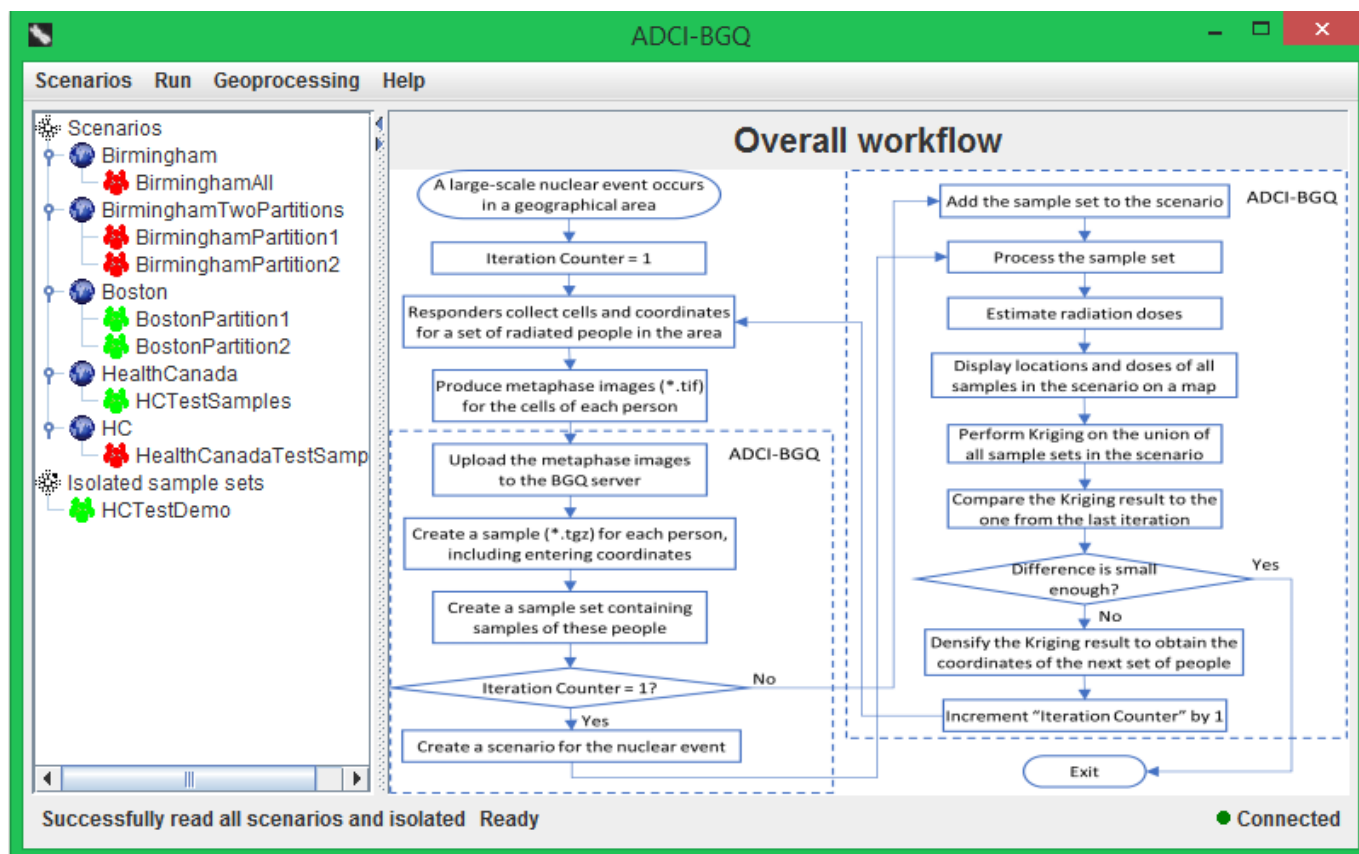 ADCI-BGQ
Scenarios Run Geoprocessing Help
Scenarios
Birmingham
BirminghamAll
BirminghamTwoPartitions
BirminghamPartition1
BirminghamPartition2
Boston
BostonPartition1
BostonPartition2
HealthCanada
HCTestSamples
HC
HealthCanadaTestSamp
Isolated sample sets
HCTestDemo
Overall workflow
A large-scale nuclear event occurs
in a geographical area
Iteration Counter = 1
Responders collect cells and coordinates
for a set of radiated people in the area
Produce metaphase images (*.tif)
for the cells of each person
ADCI-BGQ
Upload the metaphase images
to the BGQ server
Create a sample (*.tgz) for each person,
including entering coordinates
Create a sample set containing
samples of these people
Iteration Counter = 1?
No
Yes
Create a scenario for the nuclear event
ADCI-BGQ
Add the sample set to the scenario
Process the sample set
Estimate radiation doses
Display locations and doses of all
samples in the scenario on a map
Perform Kriging on the union of
all sample sets in the scenario
Compare the Kriging result to the
one from the last iteration
Difference is small
enough?
Yes
No
Densify the Kriging result to obtain the
coordinates of the next set of people
Increment "Iteration Counter" by 1
Exit
Successfully read all scenarios and isolated Ready
Connected